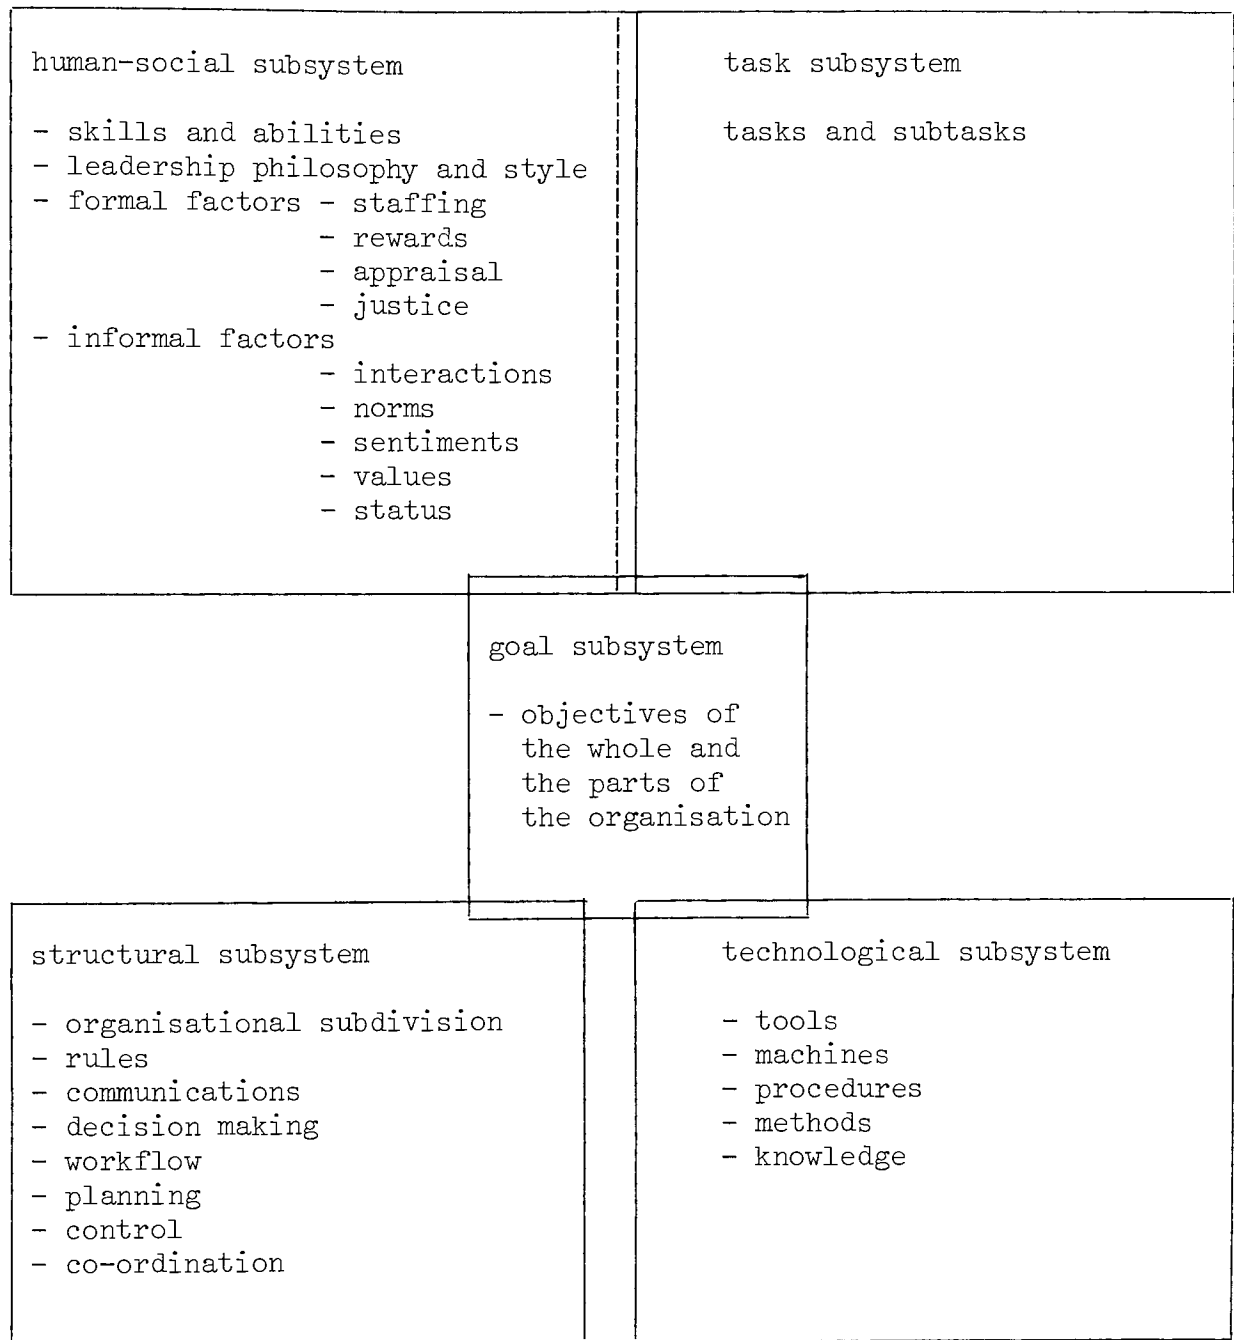 human-social subsystem
- skills and abilities
- leadership philosophy and style
- formal factors - staffing
- rewards
- appraisal
- justice
- informal factors
- interactions
- norms
- sentiments
- values
- status
task subsystem
tasks and subtasks
goal subsystem
- objectives of
the whole and
the parts of
the organisation
structural subsystem
- organisational subdivision
- rules
- communications
- decision making
- workflow
- planning
- control
- co-ordination
technological subsystem
- tools
- machines
- procedures
- methods
- knowledge